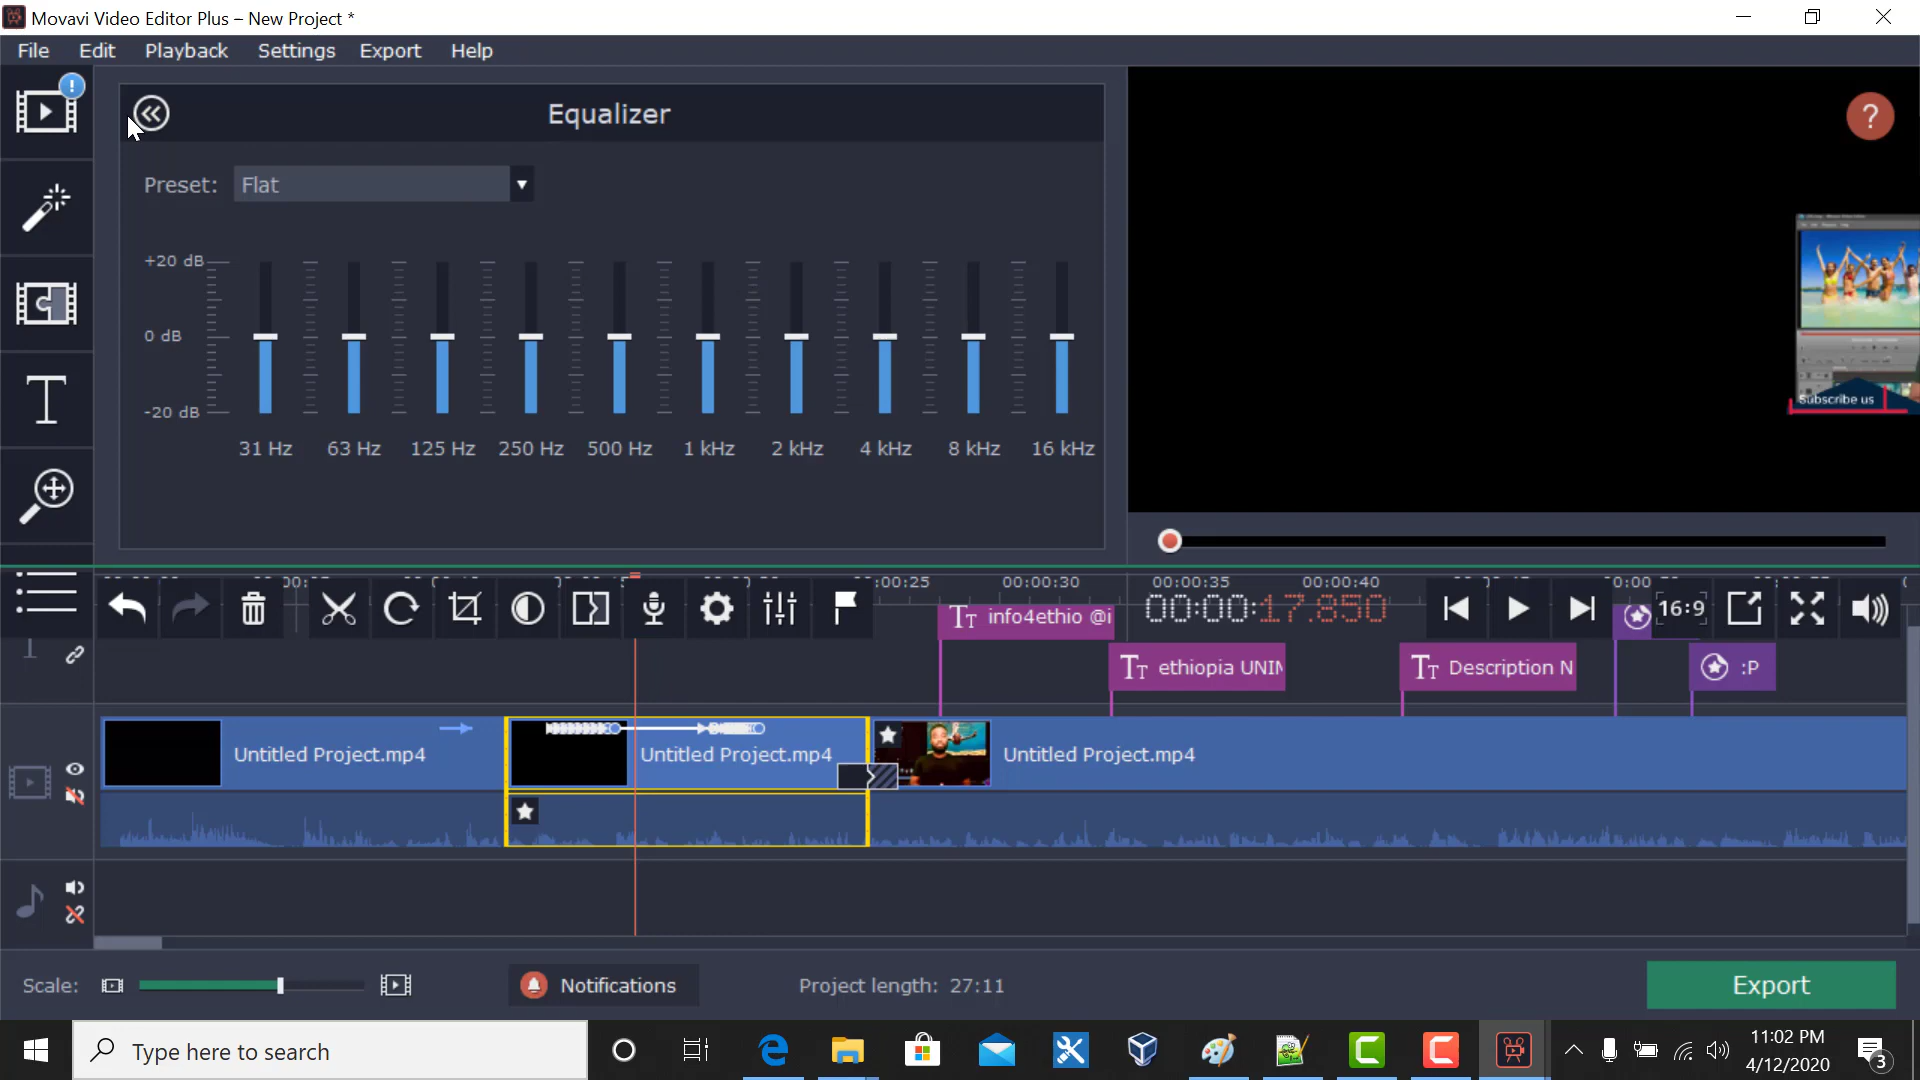 Movavi Video Editor Plus – New Project *
File Edit Playback Settings Export Help
Equalizer
Preset: Flat
+20 dB
0 dB
-20 dB
31 Hz 63 Hz 125 Hz 250 Hz 500 Hz 1 kHz 2 kHz 4 kHz 8 kHz 16 kHz
Subscribe us
?
00:00:30 00:00:35 00:00:40
00:00:17.850
16:9
info4ethio @i
ethiopia UNIN
Description N
:P
Untitled Project.mp4
Untitled Project.mp4
Untitled Project.mp4
Scale:
Notifications
Project length: 27:11
Export
Type here to search
11:02 PM
4/12/2020
3